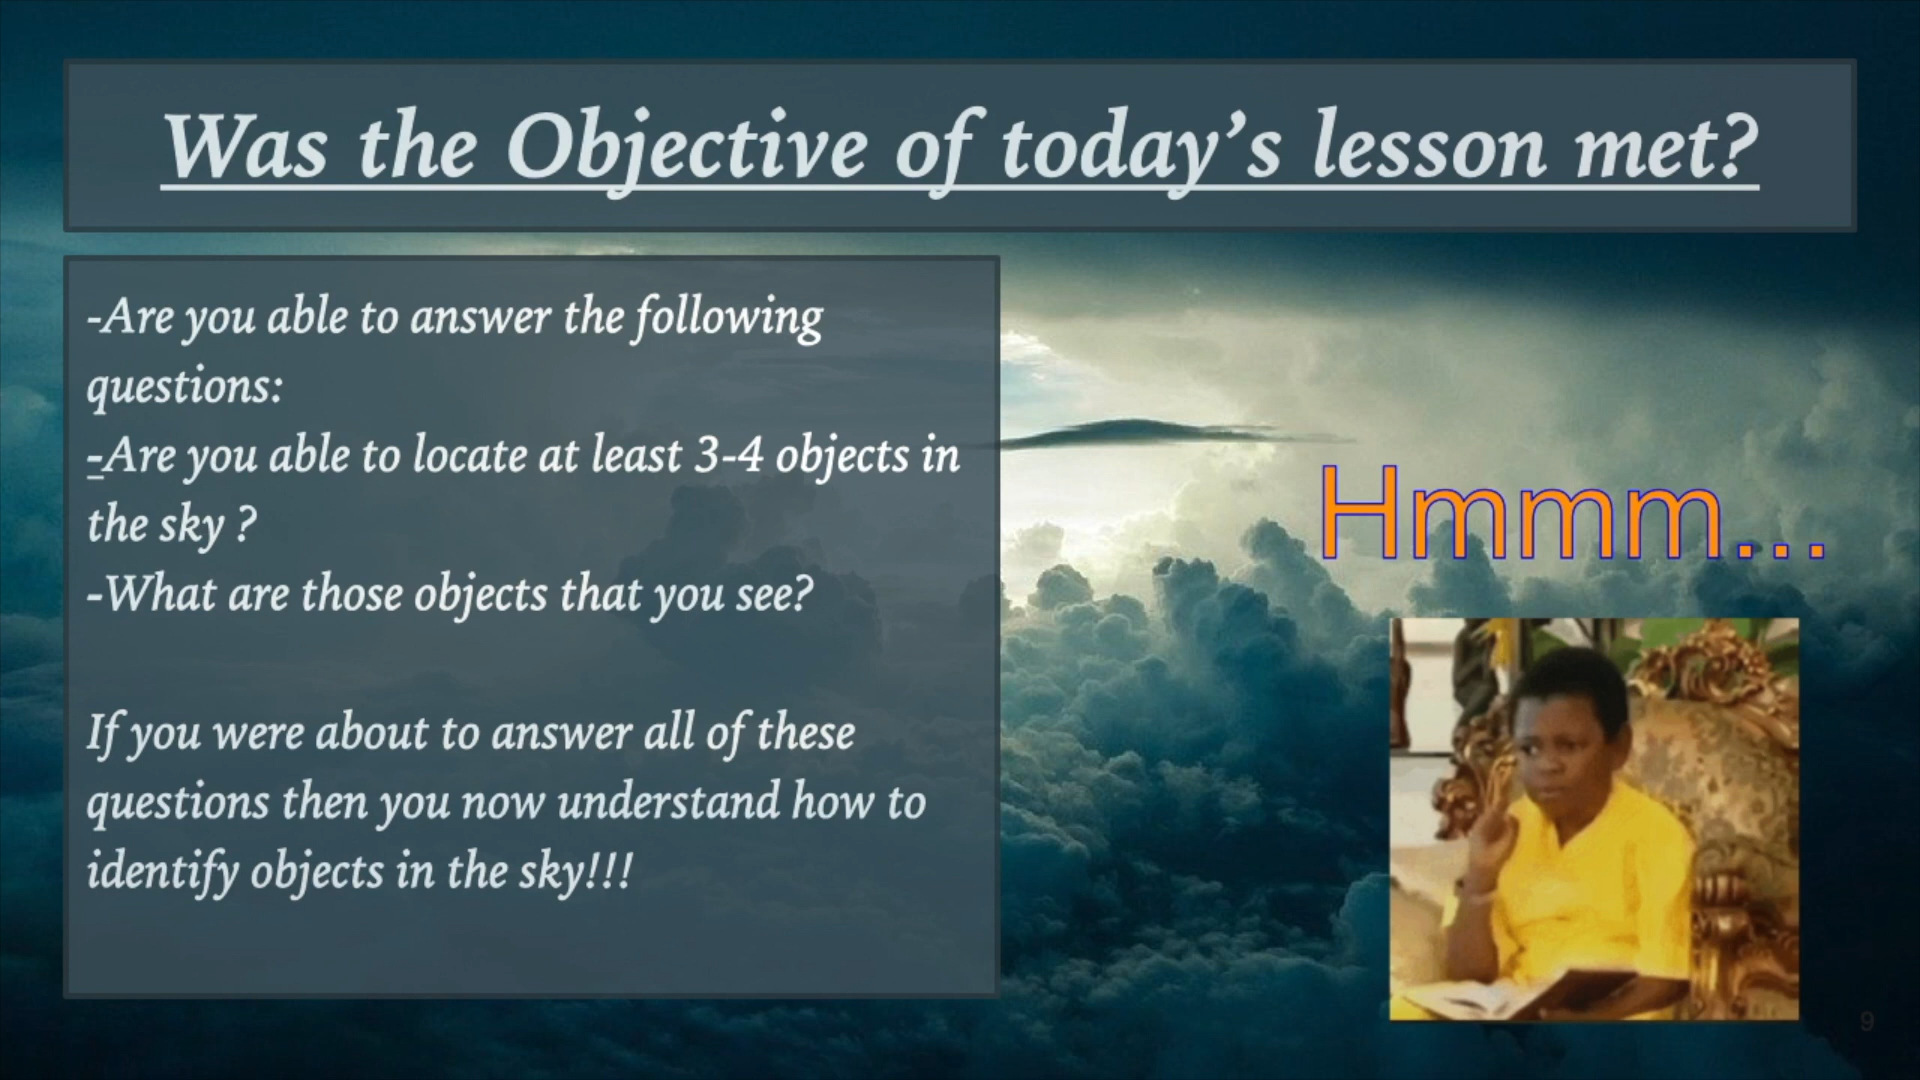 Was the Objective of today’s lesson met?
-Are you able to answer the following
questions:
-Are you able to locate at least 3-4 objects in
the sky ?
-What are those objects that you see?
If you were about to answer all of these
questions then you now understand how to
identify objects in the sky!!!
Hmmm...
9